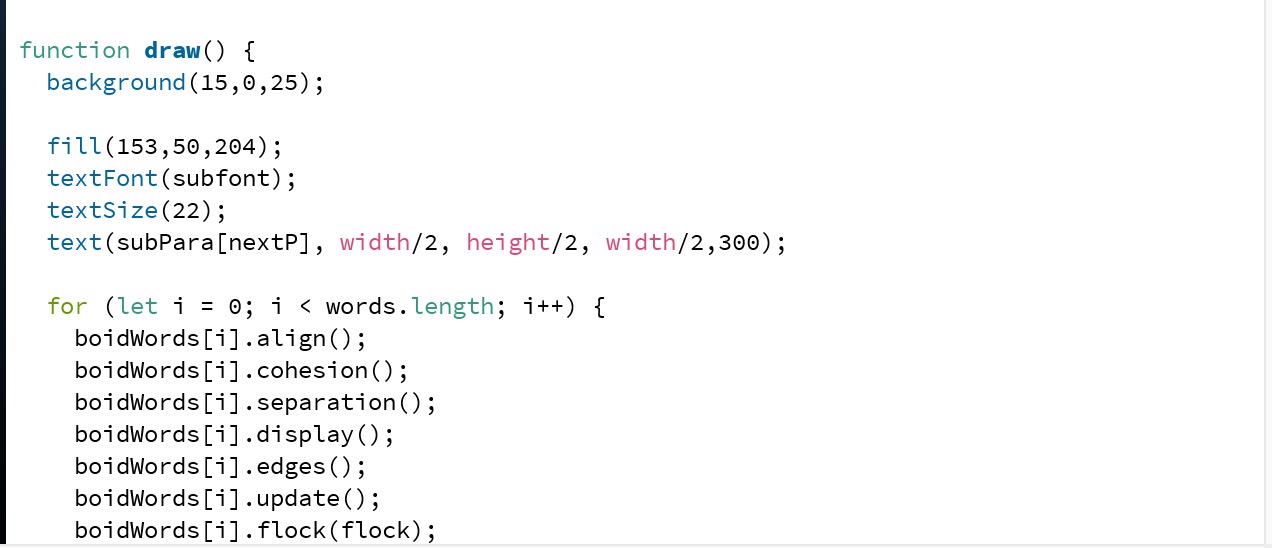 function draw() {
background(15,0,25);
fill(153,50,204);
textFont(subfont);
textSize(22);
text(subPara[nextP], width/2, height/2, width/2,300);
for (let i = 0; i < words.length; i++) {
boidWords[i].align();
boidWords[i].cohesion();
boidWords[i].separation();
boidWords[i].display();
boidWords[i].edges();
boidWords[i].update();
boidWords[i].flock(flock);